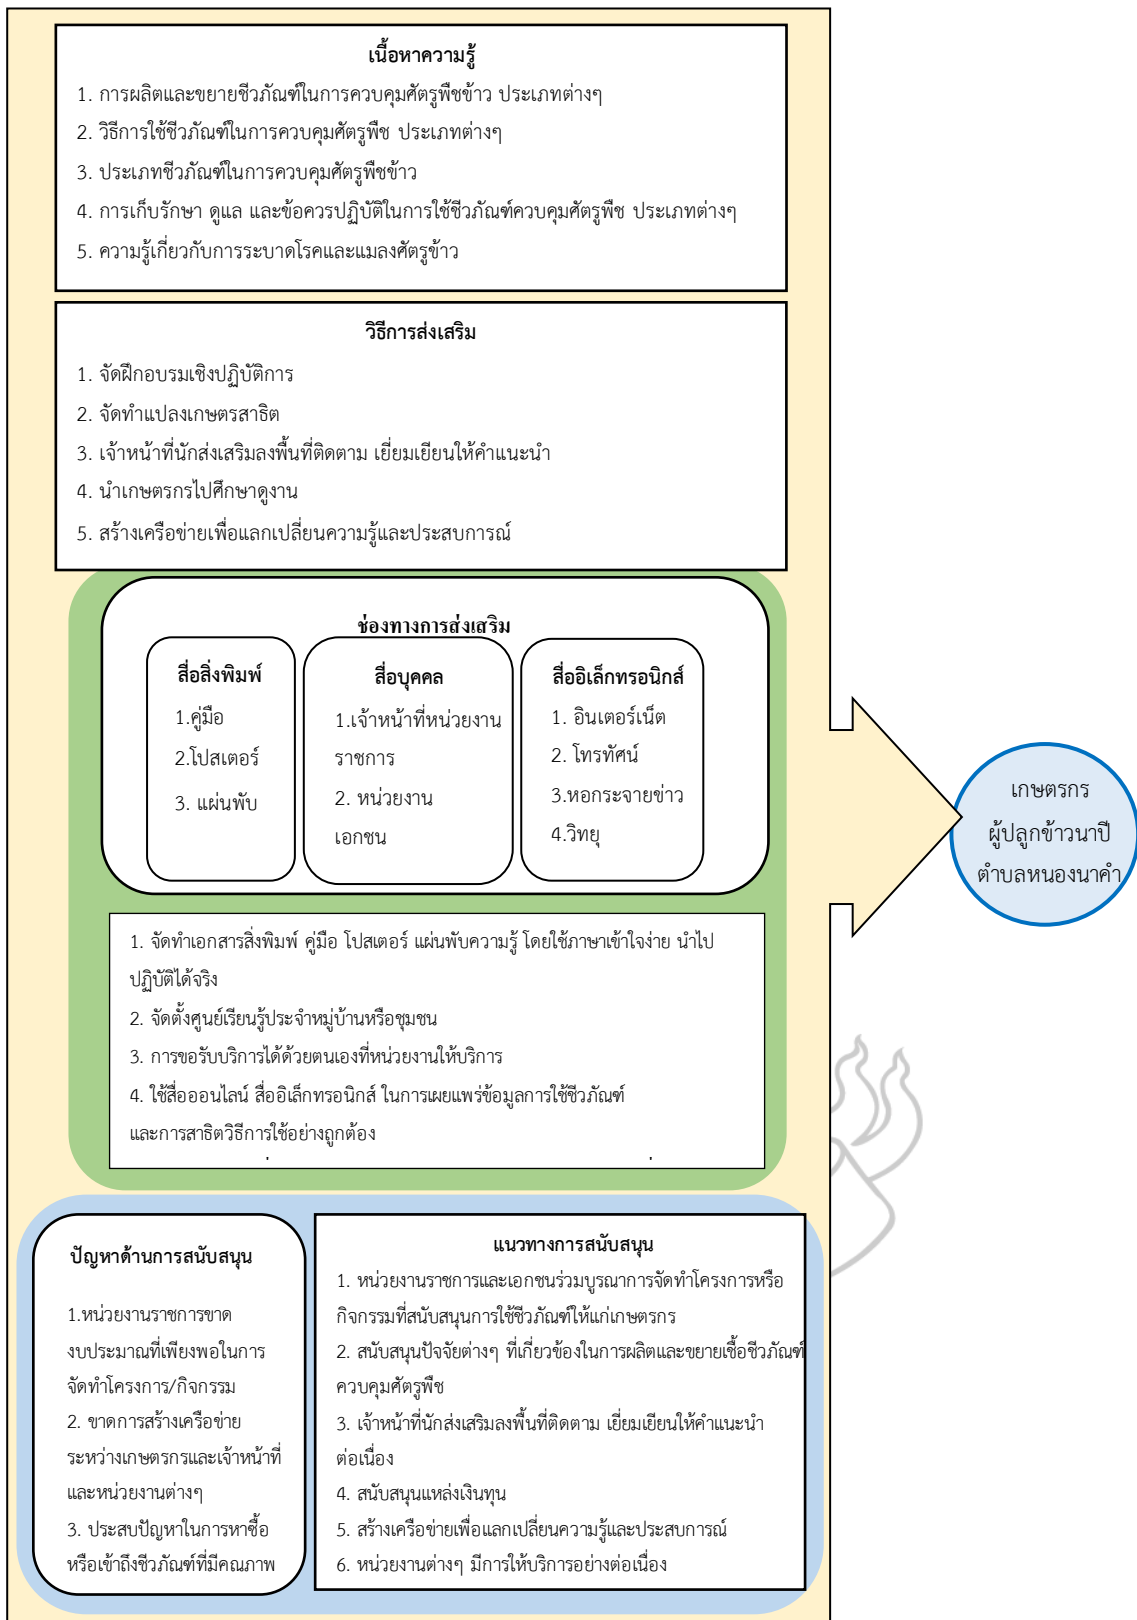 เนื้อหาความรู้
1. การผลิตและขยายชีวภัณฑ์ในการควบคุมศัตรูพืชข้าว ประเภทต่างๆ
2. วิธีการใช้ชีวภัณฑ์ในการควบคุมศัตรูพืช ประเภทต่างๆ
3. ประเภทชีวภัณฑ์ในการควบคุมศัตรูพืชข้าว
4. การเก็บรักษา ดูแล และข้อควรปฏิบัติในการใช้ชีวภัณฑ์ควบคุมศัตรูพืช ประเภทต่างๆ
5. ความรู้เกี่ยวกับการระบาดโรคและแมลงศัตรูข้าว
วิธีการส่งเสริม
1. จัดฝึกอบรมเชิงปฏิบัติการ
2. จัดทำแปลงเกษตรสาธิต
3. เจ้าหน้าที่นักส่งเสริมลงพื้นที่ติดตาม เยี่ยมเยียนให้คำแนะนำ
4. นำเกษตรกรไปศึกษาดูงาน
5. สร้างเครือข่ายเพื่อแลกเปลี่ยนความรู้และประสบการณ์
ช่องทางการส่งเสริม
สื่อสิ่งพิมพ์
1.คู่มือ
2.โปสเตอร์
3. แผ่นพับ
สื่อบุคคล
1.เจ้าหน้าที่หน่วยงาน
ราชการ
2. หน่วยงาน
เอกชน
สื่ออิเล็กทรอนิกส์
1. อินเตอร์เน็ต
2. โทรทัศน์
3.หอกระจายข่าว
4.วิทยุ
1. จัดทำเอกสารสิ่งพิมพ์ คู่มือ โปสเตอร์ แผ่นพับความรู้ โดยใช้ภาษาเข้าใจง่าย นำไป
ปฏิบัติได้จริง
2. จัดตั้งศูนย์เรียนรู้ประจำหมู่บ้านหรือชุมชน
3. การขอรับบริการได้ด้วยตนเองที่หน่วยงานให้บริการ
4. ใช้สื่อออนไลน์ สื่ออิเล็กทรอนิกส์ ในการเผยแพร่ข้อมูลการใช้ชีวภัณฑ์
และการสาธิตวิธีการใช้อย่างถูกต้อง
เกษตรกร
ผู้ปลูกข้าวนาปี
ตำบลหนองนาคำ
ปัญหาด้านการสนับสนุน
1.หน่วยงานราชการขาด
งบประมาณที่เพียงพอในการ
จัดทำโครงการ/กิจกรรม
2. ขาดการสร้างเครือข่าย
ระหว่างเกษตรกรและเจ้าหน้าที่
และหน่วยงานต่างๆ
3. ประสบปัญหาในการหาซื้อ
หรือเข้าถึงชีวภัณฑ์ที่มีคุณภาพ
แนวทางการสนับสนุน
1. หน่วยงานราชการและเอกชนร่วมบูรณาการจัดทำโครงการหรือ
กิจกรรมที่สนับสนุนการใช้ชีวภัณฑ์ให้แก่เกษตรกร
2. สนับสนุนปัจจัยต่างๆ ที่เกี่ยวข้องในการผลิตและขยายเชื้อชีวภัณฑ์
ควบคุมศัตรูพืช
3. เจ้าหน้าที่นักส่งเสริมลงพื้นที่ติดตาม เยี่ยมเยียนให้คำแนะนำ
ต่อเนื่อง
4. สนับสนุนแหล่งเงินทุน
5. สร้างเครือข่ายเพื่อแลกเปลี่ยนความรู้และประสบการณ์
6. หน่วยงานต่างๆ มีการให้บริการอย่างต่อเนื่อง